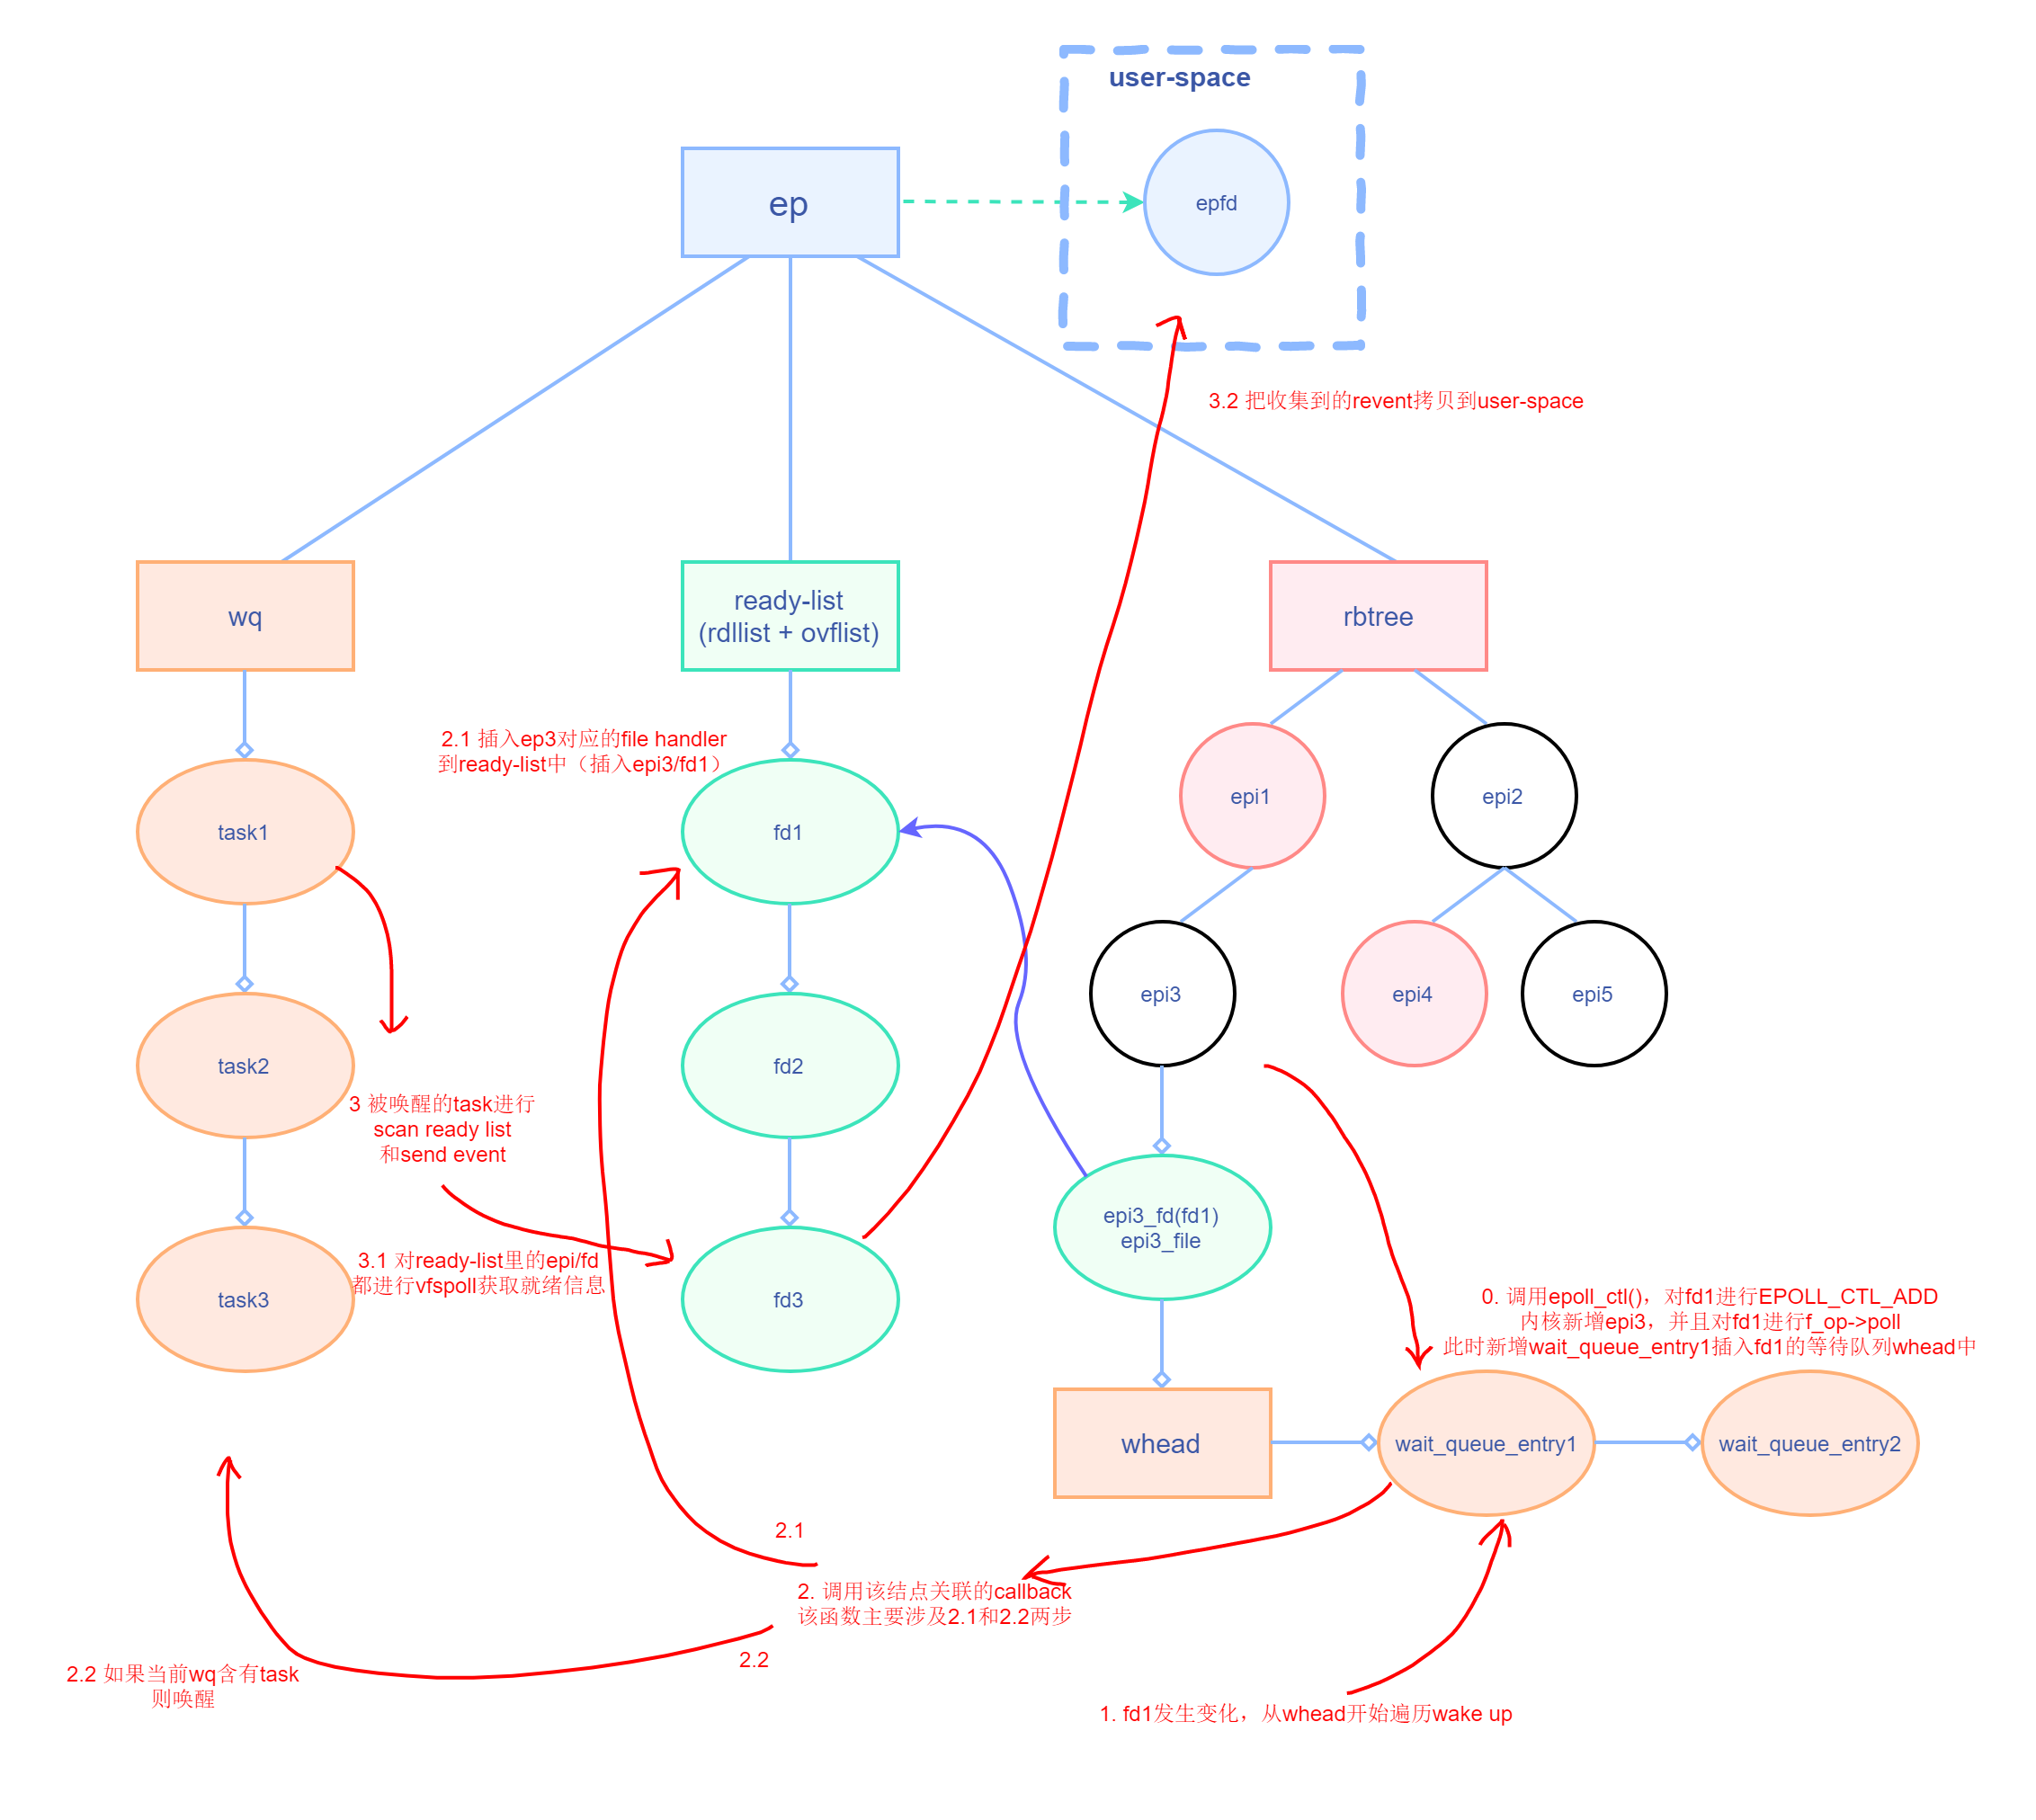 user-space
ep
epfd
3.2 把收集到的revent拷贝到user-space
wq
ready-list
(rdllist + ovflist)
rbtree
2.1 插入ep3对应的file handler
到ready-list中（插入epi3/fd1）
task1
fd1
epi1
epi2
epi3
epi4
epi5
task2
fd2
3 被唤醒的task进行
scan ready list
和send event
epi3_fd(fd1)
epi3_file
3.1 对ready-list里的epi/fd
都进行vfspoll获取就绪信息
task3
fd3
0. 调用epoll_ctl()，对fd1进行EPOLL_CTL_ADD
内核新增epi3，并且对fd1进行f_op->poll
此时新增wait_queue_entry1插入fd1的等待队列whead中
whead
wait_queue_entry1
wait_queue_entry2
2.1
2. 调用该结点关联的callback
该函数主要涉及2.1和2.2两步
2.2
2.2 如果当前wq含有task
则唤醒
1. fd1发生变化，从whead开始遍历wake up